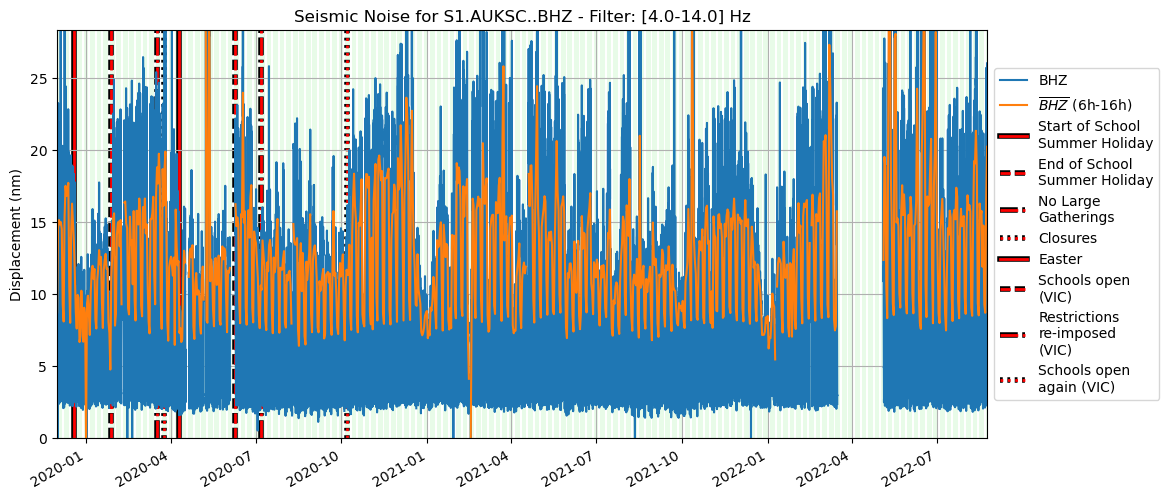 Seismic Noise for S1.AUKSC..BHZ - Filter: [4.0-14.0] Hz
Displacement (nm)
25
20
15
10
5
0
2020-01
2020-04
2020-07
2020-10
2021-01
2021-04
2021-07
2021-10
2022-01
2022-04
2022-07
BHZ
BHZ (6h-16h)
Start of School
Summer Holiday
End of School
Summer Holiday
No Large
Gatherings
Closures
Easter
Schools open
(VIC)
Restrictions
re-imposed
(VIC)
Schools open
again (VIC)